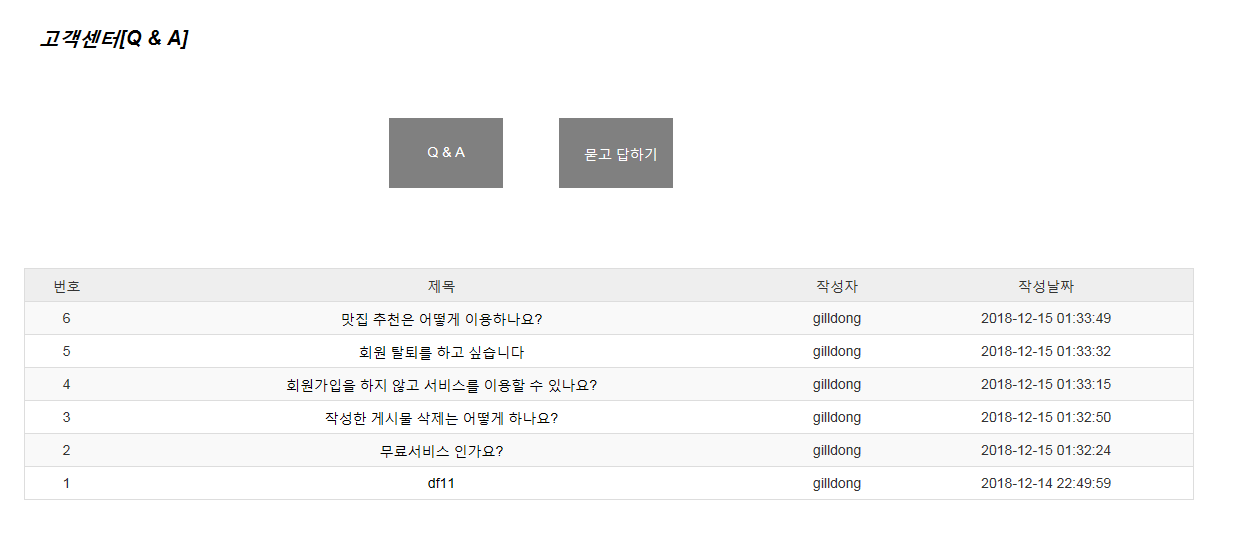 고객센터[Q & A]
Q & A 묻고 답하기
번호 제목 작성자 작성날짜
6 맛집 추천은 어떻게 이용하나요? gilldong 2018-12-15 01:33:49
5 회원 탈퇴를 하고 싶습니다 gilldong 2018-12-15 01:33:32
4 회원가입을 하지 않고 서비스를 이용할 수 있나요? gilldong 2018-12-15 01:33:15
3 작성한 게시물 삭제는 어떻게 하나요? gilldong 2018-12-15 01:32:50
2 무료서비스 인가요? gilldong 2018-12-15 01:32:24
1 df11 gilldong 2018-12-14 22:49:59